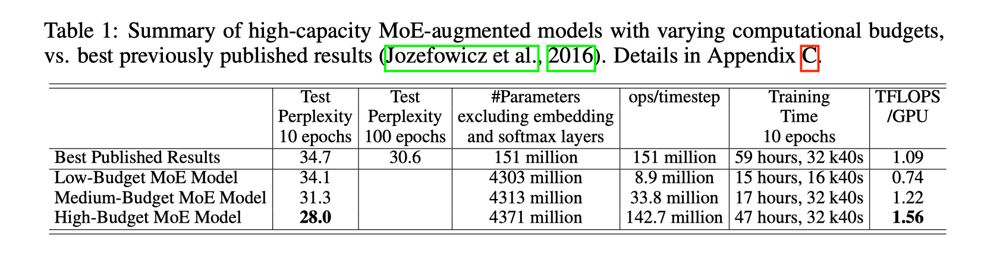 Table 1: Summary of high-capacity MoE-augmented models with varying computational budgets,
vs. best previously published results (Jozefowicz et al., 2016). Details in Appendix C.
Test Test #Parameters ops/timestep Training TFLOPS
Perplexity Perplexity excluding embedding Time /GPU
10 epochs 100 epochs and softmax layers 10 epochs
Best Published Results 34.7 30.6 151 million 151 million 59 hours, 32 k40s 1.09
Low-Budget MoE Model 34.1 4303 million 8.9 million 15 hours, 16 k40s 0.74
Medium-Budget MoE Model 31.3 4313 million 33.8 million 17 hours, 32 k40s 1.22
High-Budget MoE Model 28.0 4371 million 142.7 million 47 hours, 32 k40s 1.56